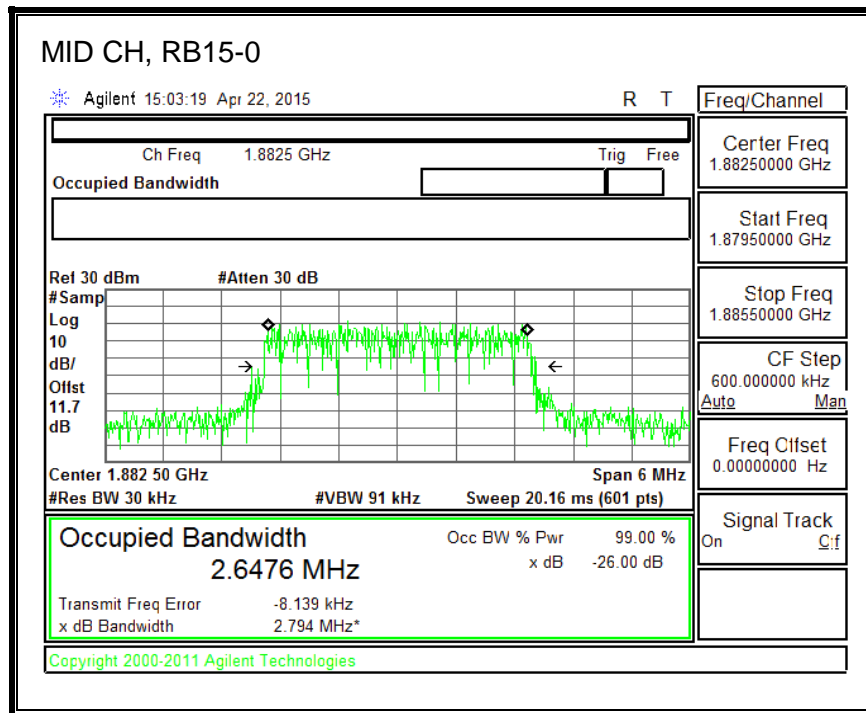 MID CH, RB15-0
Agilent 15:03:19 Apr 22, 2015 R T
Freq/Channel
Ch Freq 1.8825 GHz Trig Free
Occupied Bandwidth
Center Freq
1.88250000 GHz
Start Freq
1.87950000 GHz
Stop Freq
1.88550000 GHz
CF Step
600.000000 kHz
Auto Man
Freq Offset
0.00000000 Hz
Signal Track
On Off
Ref 30 dBm #Atten 30 dB
#Samp
Log
10
dB/
Offst
11.7
dB
Center 1.882 50 GHz Span 6 MHz
#Res BW 30 kHz #VBW 91 kHz Sweep 20.16 ms (601 pts)
Occupied Bandwidth
2.6476 MHz
Occ BW % Pwr 99.00 %
x dB -26.00 dB
Transmit Freq Error -8.139 kHz
x dB Bandwidth 2.794 MHz*
Copyright 2000-2011 Agilent Technologies